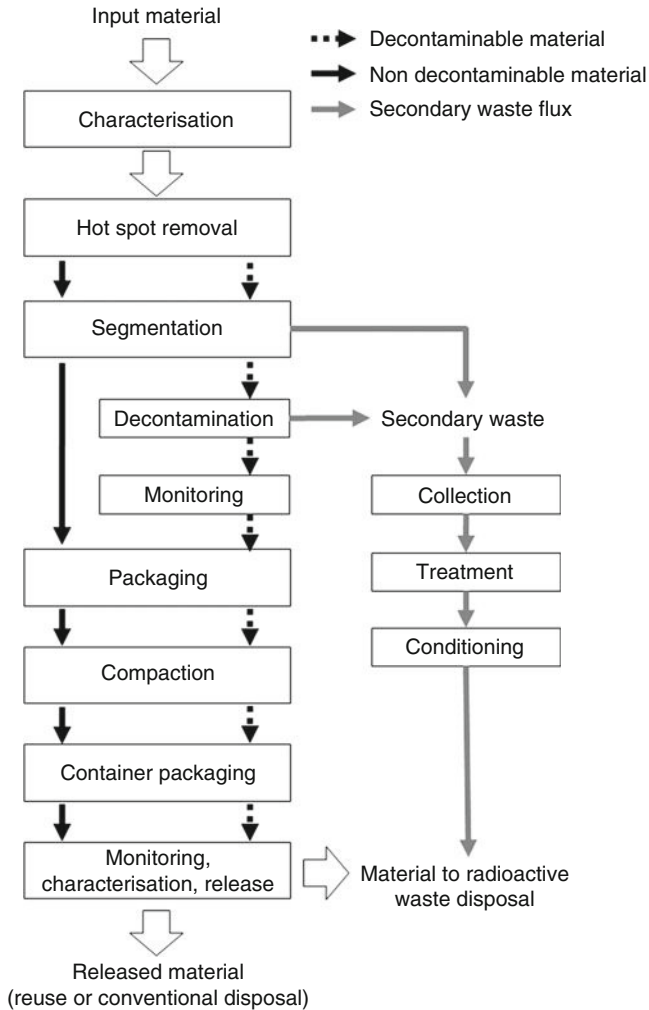 Input material
Decontaminable material
Non decontaminable material
Secondary waste flux
Characterisation
Hot spot removal
Segmentation
Decontamination
Secondary waste
Monitoring
Collection
Packaging
Treatment
Compaction
Conditioning
Container packaging
Monitoring,
characterisation, release
Material to radioactive
waste disposal
Released material
(reuse or conventional disposal)